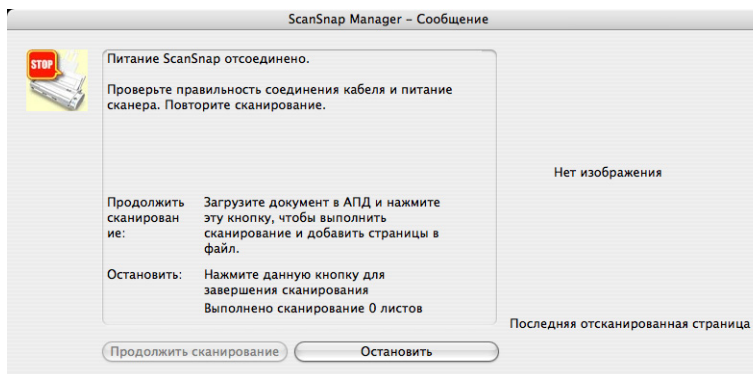 ScanSnap Manager – Сообщение
STOP
Питание ScanSnap отсоединено.
Проверьте правильность соединения кабеля и питание
сканера. Повторите сканирование.
Нет изображения
Продолжить
сканирован
ие:
Загрузите документ в АПД и нажмите
эту кнопку, чтобы выполнить
сканирование и добавить страницы в
файл.
Остановить:
Нажмите данную кнопку для
завершения сканирования
Выполнено сканирование 0 листов
Последняя отсканированная страница
Продолжить сканирование
Остановить